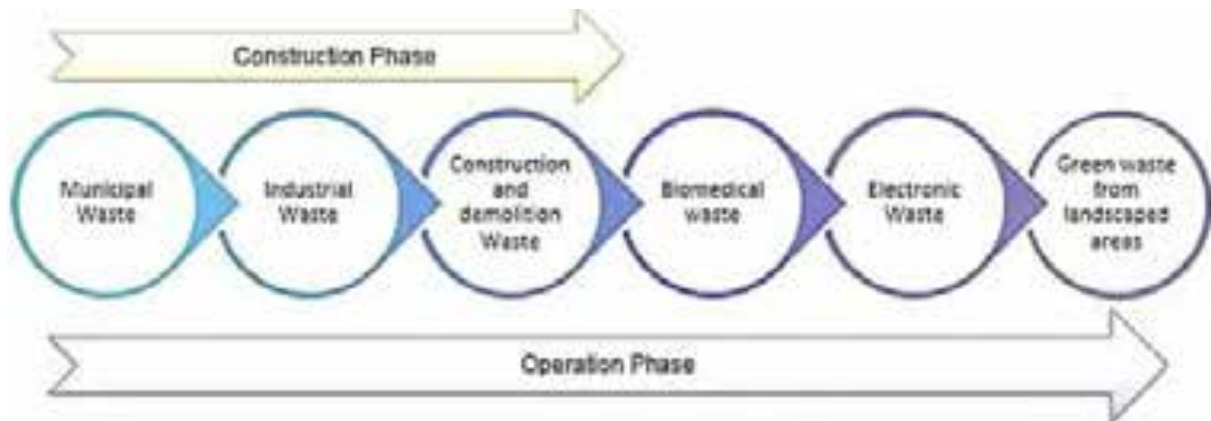 Construction Phase
Municipal
Waste
Industrial
Waste
Construction
and
demolition
Waste
Biomedical
waste
Electronic
Waste
Green waste
from
landscaped
areas
Operation Phase